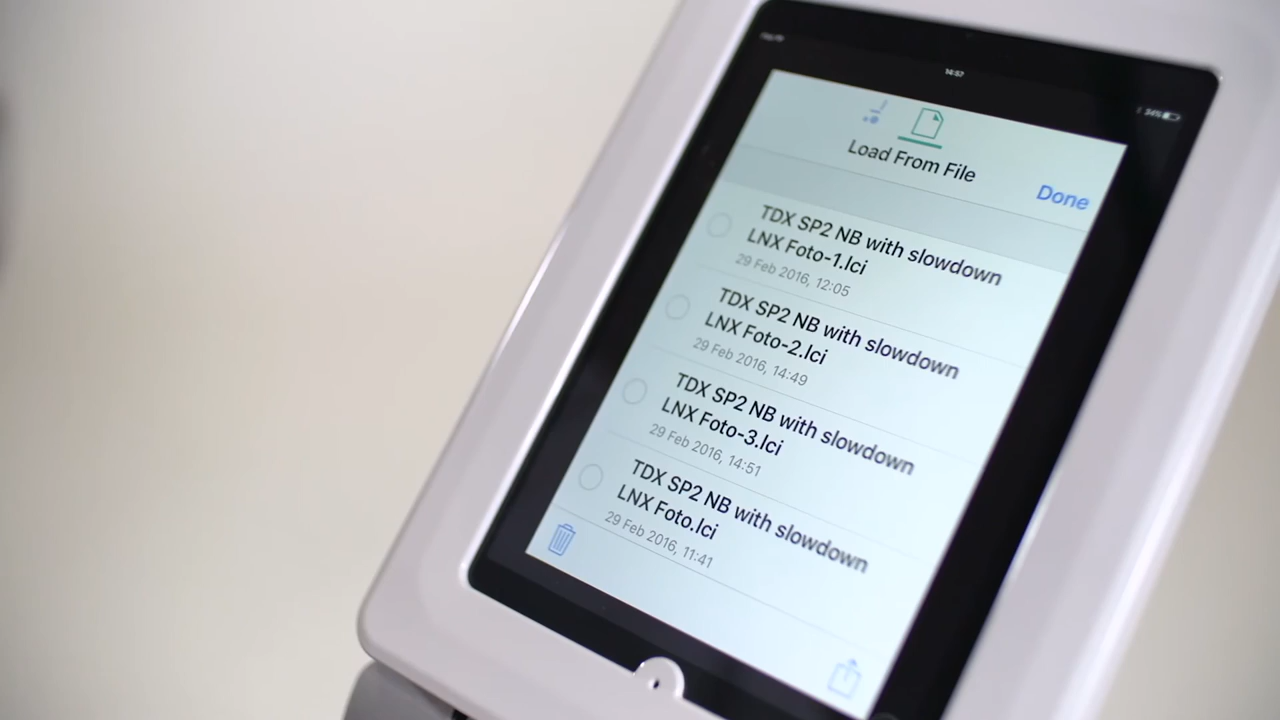 14:57
34%
Load From File
Done
TDX SP2 NB with slowdown
LNX Foto-1.lci
29 Feb 2016, 12:05
TDX SP2 NB with slowdown
LNX Foto-2.lci
29 Feb 2016, 14:49
TDX SP2 NB with slowdown
LNX Foto-3.lci
29 Feb 2016, 14:51
TDX SP2 NB with slowdown
LNX Foto.lci
29 Feb 2016, 11:41